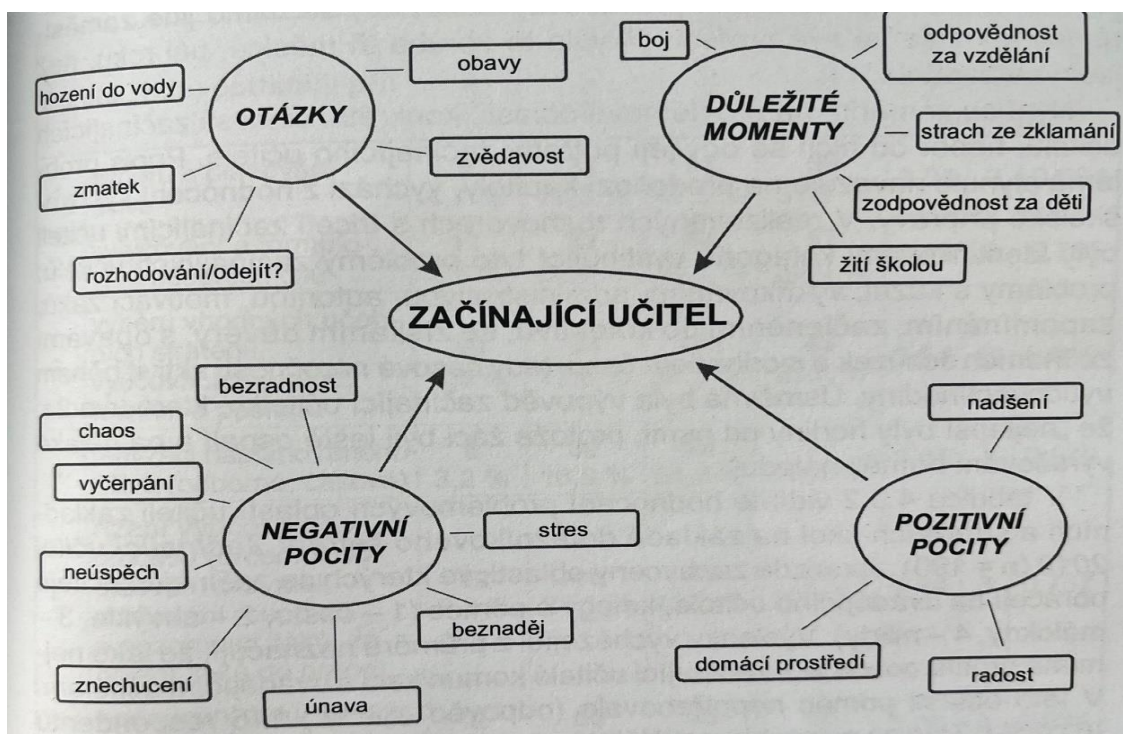 boj
odpovědnost
za vzdělání
hození do vody
obavy
OTÁZKY
DŮLEŽITÉ
MOMENTY
strach ze zklamání
zvědavost
zmatek
zodpovědnost za děti
rozhodování/odejít?
žití školou
ZAČÍNAJÍCÍ UČITEL
bezradnost
nadšení
chaos
vyčerpání
NEGATIVNÍ
POCITY
stres
POZITIVNÍ
POCITY
neúspěch
beznaděj
domácí prostředí
radost
znechucení
únava